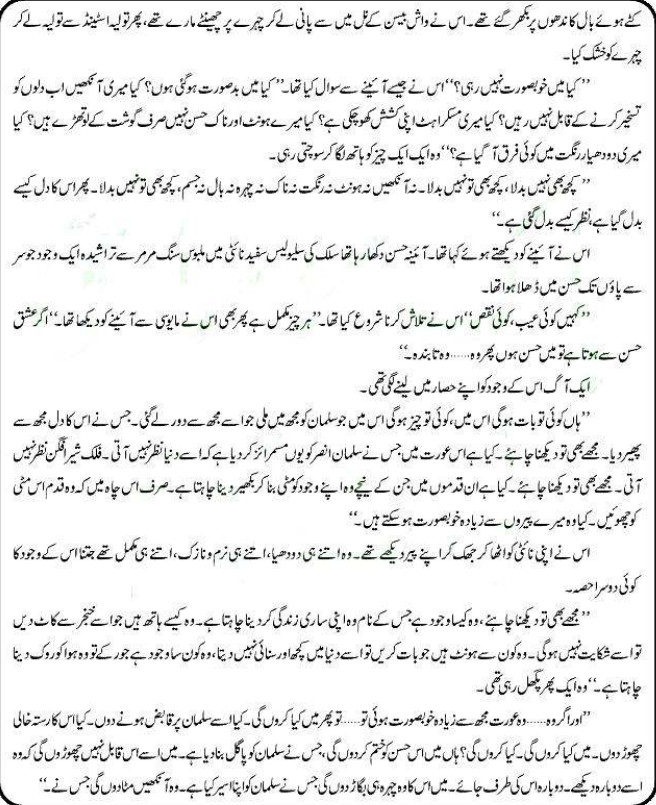 کٹے ہوئے بال کاندھوں پر بکھر گئے تھے۔ اس نے واش بیسن کے نل میں سے پانی لے کر چہرے پر چھینٹے مارے تھے، پھر تولیہ اسٹینڈ سے تولیہ لے کر
چہرے کو خشک کیا۔
’’کیا میں خوبصورت نہیں رہی؟‘‘ اس نے جیسے آئینے سے سوال کیا تھا۔ ’’کیا میں بدصورت ہو گئی ہوں؟ کیا میری آنکھیں اب دلوں کو
تسخیر کرنے کے قابل نہیں رہیں؟ کیا میری مسکراہٹ اپنی کشش کھو چکی ہے؟ کیا میرے ہونٹ اور ناک حسن نہیں صرف گوشت کے لوتھڑے ہیں؟ کیا
میری دودھیا رنگت میں کوئی فرق آ گیا ہے؟‘‘ وہ ایک ایک چیز کو ہاتھ لگا کر سوچتی رہی۔
’’کچھ بھی نہیں بدلا، کچھ بھی تو نہیں بدلا۔ نہ آنکھیں نہ ہونٹ نہ رنگت نہ ناک نہ چہرہ نہ بال نہ جسم، کچھ بھی تو نہیں بدلا۔ پھر اس کا دل کیسے
بدل گیا ہے، نظر کیسے بدل گئی ہے۔‘‘
اس نے آئینے کو دیکھتے ہوئے کہا تھا۔ آئینہ حسن دکھا رہا تھا سلک کی سلیولیس سفید نائٹی میں ملبوس سنگ مرمر سے تراشیدہ ایک وجود جو سر
سے پاؤں تک حسن میں ڈھلا ہوا تھا۔
’’کہیں کوئی عیب، کوئی نقص‘‘ اس نے تلاش کرنا شروع کیا تھا۔ ’’ہر چیز مکمل ہے پھر بھی اس نے مایوسی سے آئینے کو دیکھا تھا۔‘‘ اگر عشق
حسن سے ہوتا ہے تو میں حسن ہوں پھر وہ...... وہ تابندہ۔‘‘
ایک آگ اس کے وجود کو اپنے حصار میں لینے لگی تھی۔
’’ہاں کوئی تو بات ہو گی اس میں، کوئی تو چیز ہو گی اس میں جو سلمان کو مجھ میں ملی جو اسے مجھ سے دور لے گئی۔ جس نے اس کا دل مجھ سے
پھیر دیا۔ مجھے بھی تو دیکھنا چاہئے۔ کیا ہے اس عورت میں جس نے سلمان انصر کو یوں مسمرائز کر دیا ہے کہ اسے دنیا نظر نہیں آتی۔ فلک شیر افگن نظر نہیں
آتی۔ مجھے بھی تو دیکھنا چاہئے۔ کیا ہے ان قدموں میں جن کے نیچے وہ اپنے وجود کو مٹی بنا کر بکھیر دینا چاہتا ہے۔ صرف اس چاہ میں کہ وہ قدم اس مٹی
کو چھوئیں۔ کیا وہ میرے پیروں سے زیادہ خوبصورت ہو سکتے ہیں۔‘‘
اس نے اپنی نائٹی کو اٹھا کر جھک کر اپنے پیر دیکھے تھے۔ وہ اتنے ہی دودھیا، اتنے ہی نرم و نازک، اتنے ہی مکمل تھے جتنا اس کے وجود کا
کوئی دوسرا حصہ۔
’’مجھے بھی تو دیکھنا چاہئے، وہ کیسا وجود ہے جس کے نام وہ اپنی ساری زندگی کر دینا چاہتا ہے۔ وہ کیسے ہاتھ ہیں جو اسے خنجر سے کاٹ دیں
تو اسے شکایت نہیں ہو گی۔ وہ کون سے ہونٹ ہیں جو بات کریں تو اسے دنیا میں کچھ اور سنائی نہیں دیتا، وہ کون سا وجود ہے جو رکے تو وہ ہوا کو روک دینا
چاہتا ہے۔‘‘ وہ ایک پھر پگھل رہی تھی۔
’’اور اگر وہ...... وہ عورت مجھ سے زیادہ خوبصورت ہوئی تو...... تو پھر میں کیا کروں گی۔ کیا اسے سلمان پر قابض ہونے دوں۔ کیا اس کا رستہ خالی
چھوڑ دوں۔ میں کیا کروں گی۔ کیا کروں گی؟ ہاں میں اس حسن کو ختم کر دوں گی، جس نے سلمان کو پاگل بنا دیا ہے۔ میں اسے اس قابل نہیں چھوڑوں گی کہ وہ
اسے دوبارہ دیکھے۔ دوبارہ اس کی طرف جائے۔ میں اس کا وہ چہرہ ہی بگاڑ دوں گی جس نے سلمان کو اپنا اسیر کیا ہے۔ وہ آنکھیں مٹا دوں گی جس نے۔‘‘